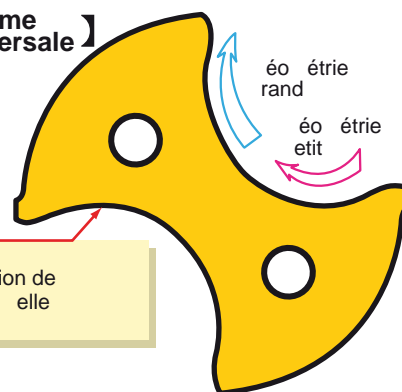 me
ersale】
éo étrie
rand
éo étrie
etit
ion de
elle